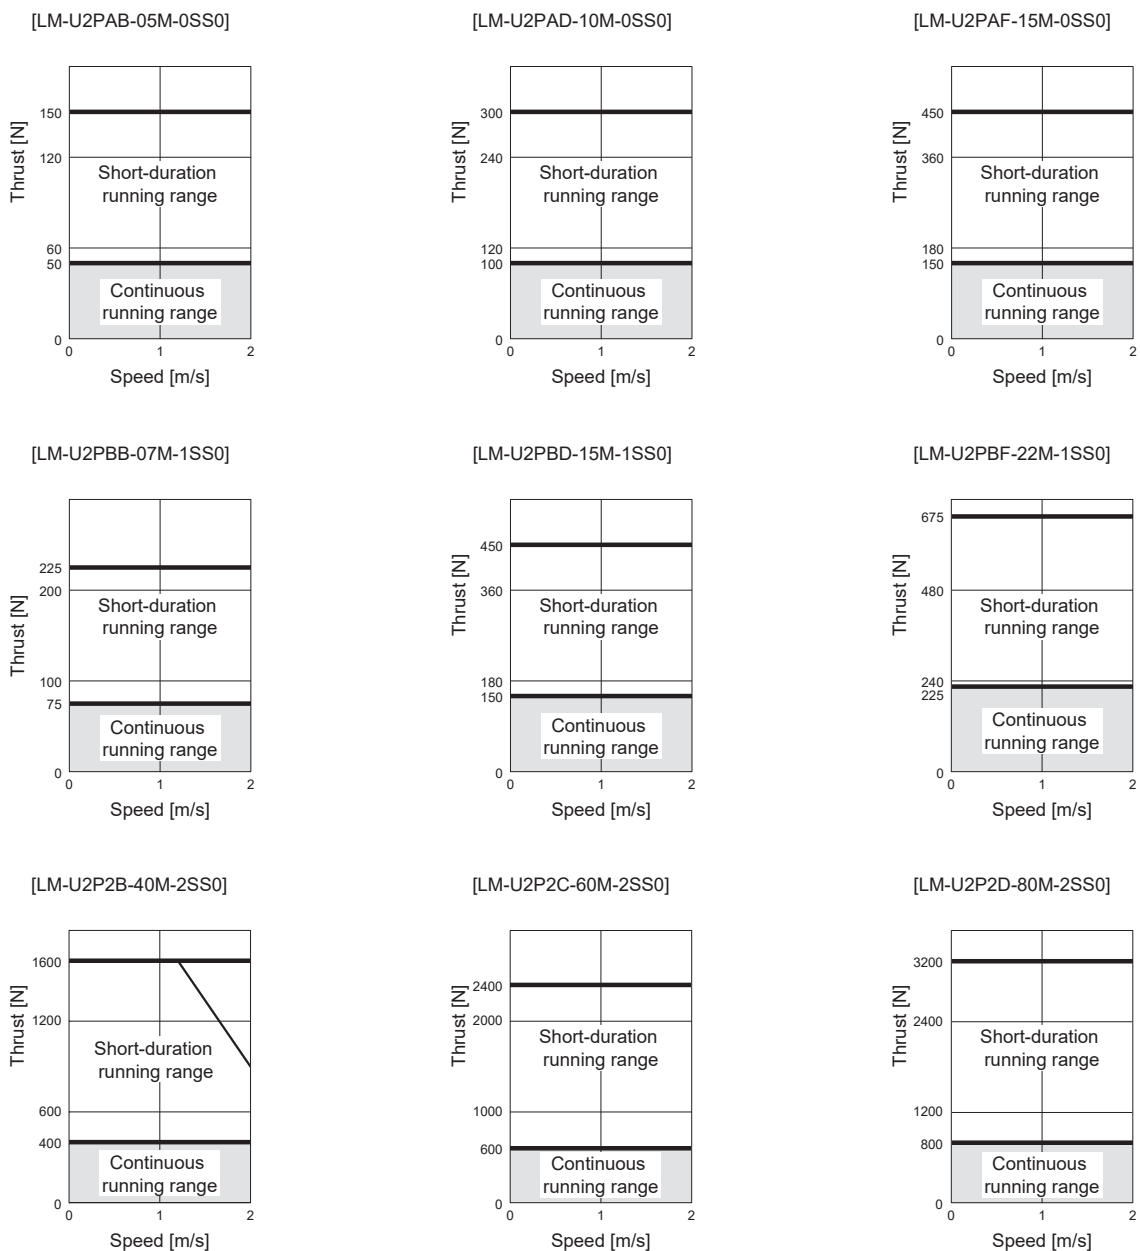 [LM-U2PAB-05M-0SS0]
Thrust [N]
150
120
60
50
0
Short-duration
running range
Continuous
running range
0 1 2
Speed [m/s]
[LM-U2PAD-10M-0SS0]
Thrust [N]
300
240
120
100
0
Short-duration
running range
Continuous
running range
0 1 2
Speed [m/s]
[LM-U2PAF-15M-0SS0]
Thrust [N]
450
360
180
150
0
Short-duration
running range
Continuous
running range
0 1 2
Speed [m/s]
[LM-U2PBB-07M-1SS0]
Thrust [N]
225
200
100
75
0
Short-duration
running range
Continuous
running range
0 1 2
Speed [m/s]
[LM-U2PBD-15M-1SS0]
Thrust [N]
450
360
180
150
0
Short-duration
running range
Continuous
running range
0 1 2
Speed [m/s]
[LM-U2PBF-22M-1SS0]
Thrust [N]
675
480
240
225
0
Short-duration
running range
Continuous
running range
0 1 2
Speed [m/s]
[LM-U2P2B-40M-2SS0]
Thrust [N]
1600
1200
600
400
0
Short-duration
running range
Continuous
running range
0 1 2
Speed [m/s]
[LM-U2P2C-60M-2SS0]
Thrust [N]
2400
2000
1000
600
0
Short-duration
running range
Continuous
running range
0 1 2
Speed [m/s]
[LM-U2P2D-80M-2SS0]
Thrust [N]
3200
2400
1200
800
0
Short-duration
running range
Continuous
running range
0 1 2
Speed [m/s]